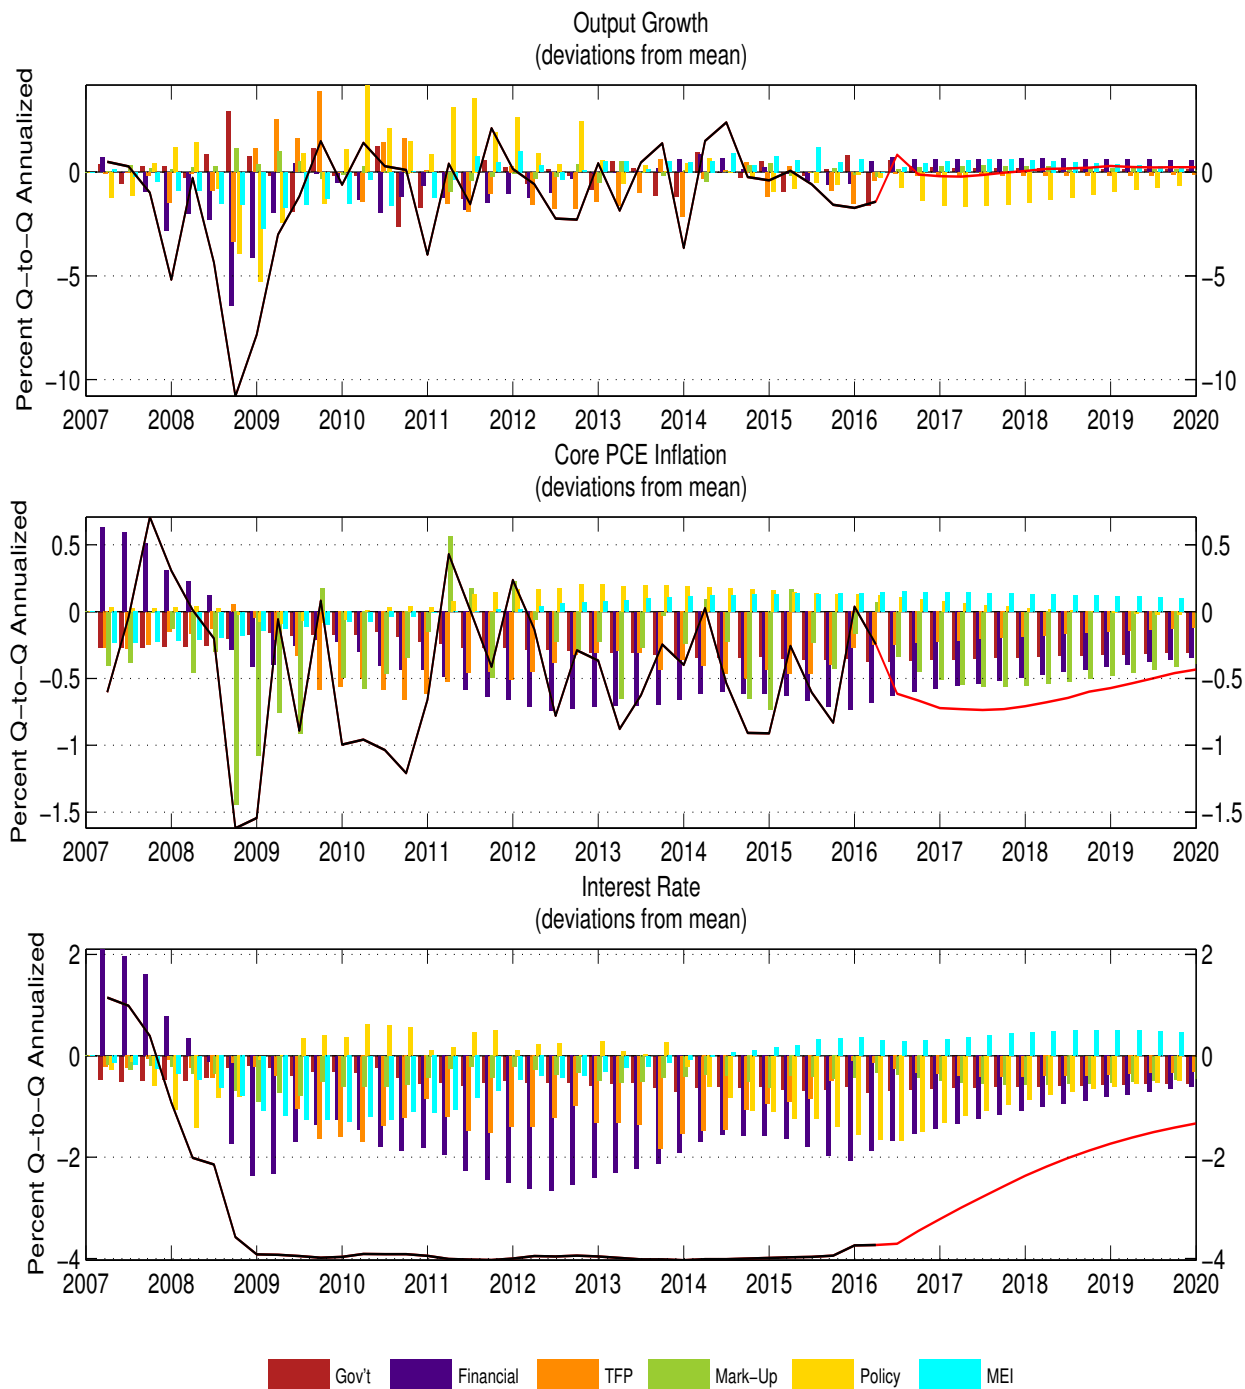 Output Growth
(deviations from mean)
Percent Q−to−Q Annualized
0 0
−5 −5
−10 −10
2007 2008 2009 2010 2011 2012 2013 2014 2015 2016 2017 2018 2019 2020
Core PCE Inflation
(deviations from mean)
Percent Q−to−Q Annualized
0.5 0.5
0 0
−0.5 −0.5
−1 −1
−1.5 −1.5
2007 2008 2009 2010 2011 2012 2013 2014 2015 2016 2017 2018 2019 2020
Interest Rate
(deviations from mean)
Percent Q−to−Q Annualized
2 2
0 0
−2 −2
−4 −4
2007 2008 2009 2010 2011 2012 2013 2014 2015 2016 2017 2018 2019 2020
Gov't Financial TFP Mark−Up Policy MEI